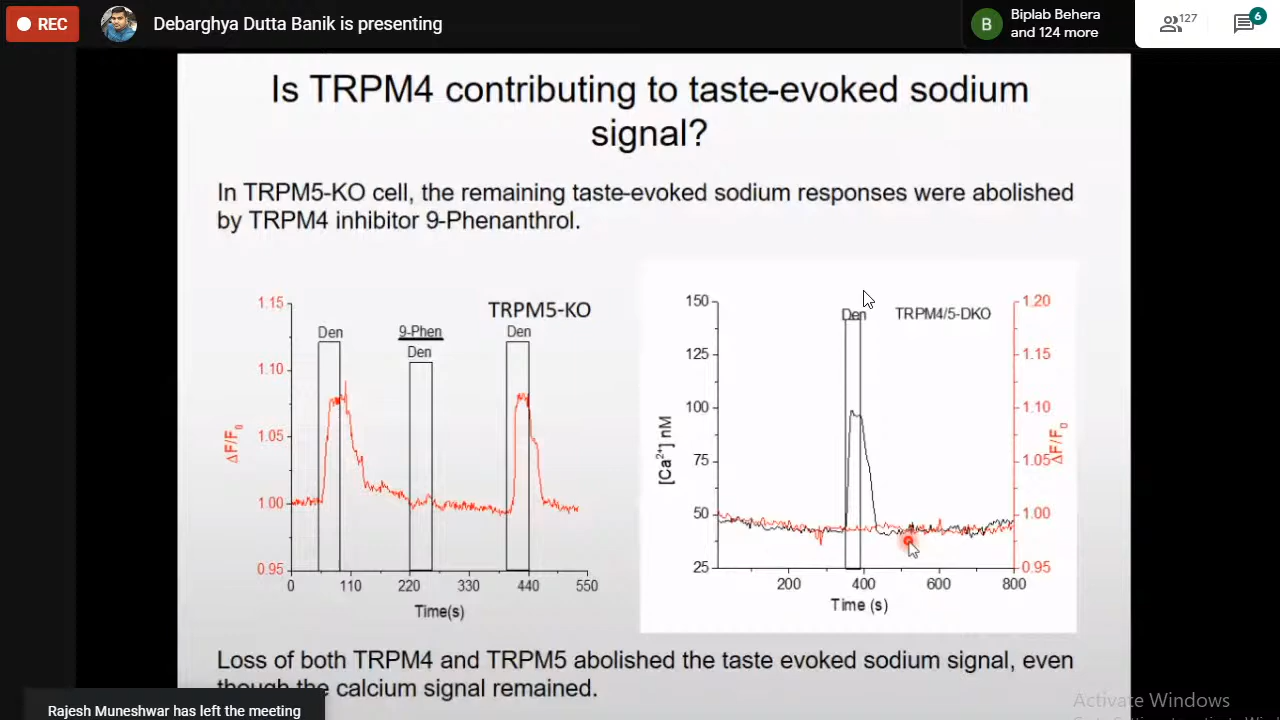 REC
Debarghya Dutta Banik is presenting
B
Biplab Behera
and 124 more
127
6
Is TRPM4 contributing to taste-evoked sodium
signal?
In TRPM5-KO cell, the remaining taste-evoked sodium responses were abolished
by TRPM4 inhibitor 9-Phenanthrol.
TRPM5-KO
Den
9-Phen
Den
Den
1.15
1.10
1.05
1.00
0.95
ΔF/F0
0
110
220
330
440
550
Time(s)
TRPM4/5-DKO
Den
150
125
100
75
50
25
[Ca2+] nM
1.20
1.15
1.10
1.05
1.00
0.95
ΔF/F0
200
400
600
800
Time (s)
Loss of both TRPM4 and TRPM5 abolished the taste evoked sodium signal, even
though the calcium signal remained.
Rajesh Muneshwar has left the meeting
Activate Windows